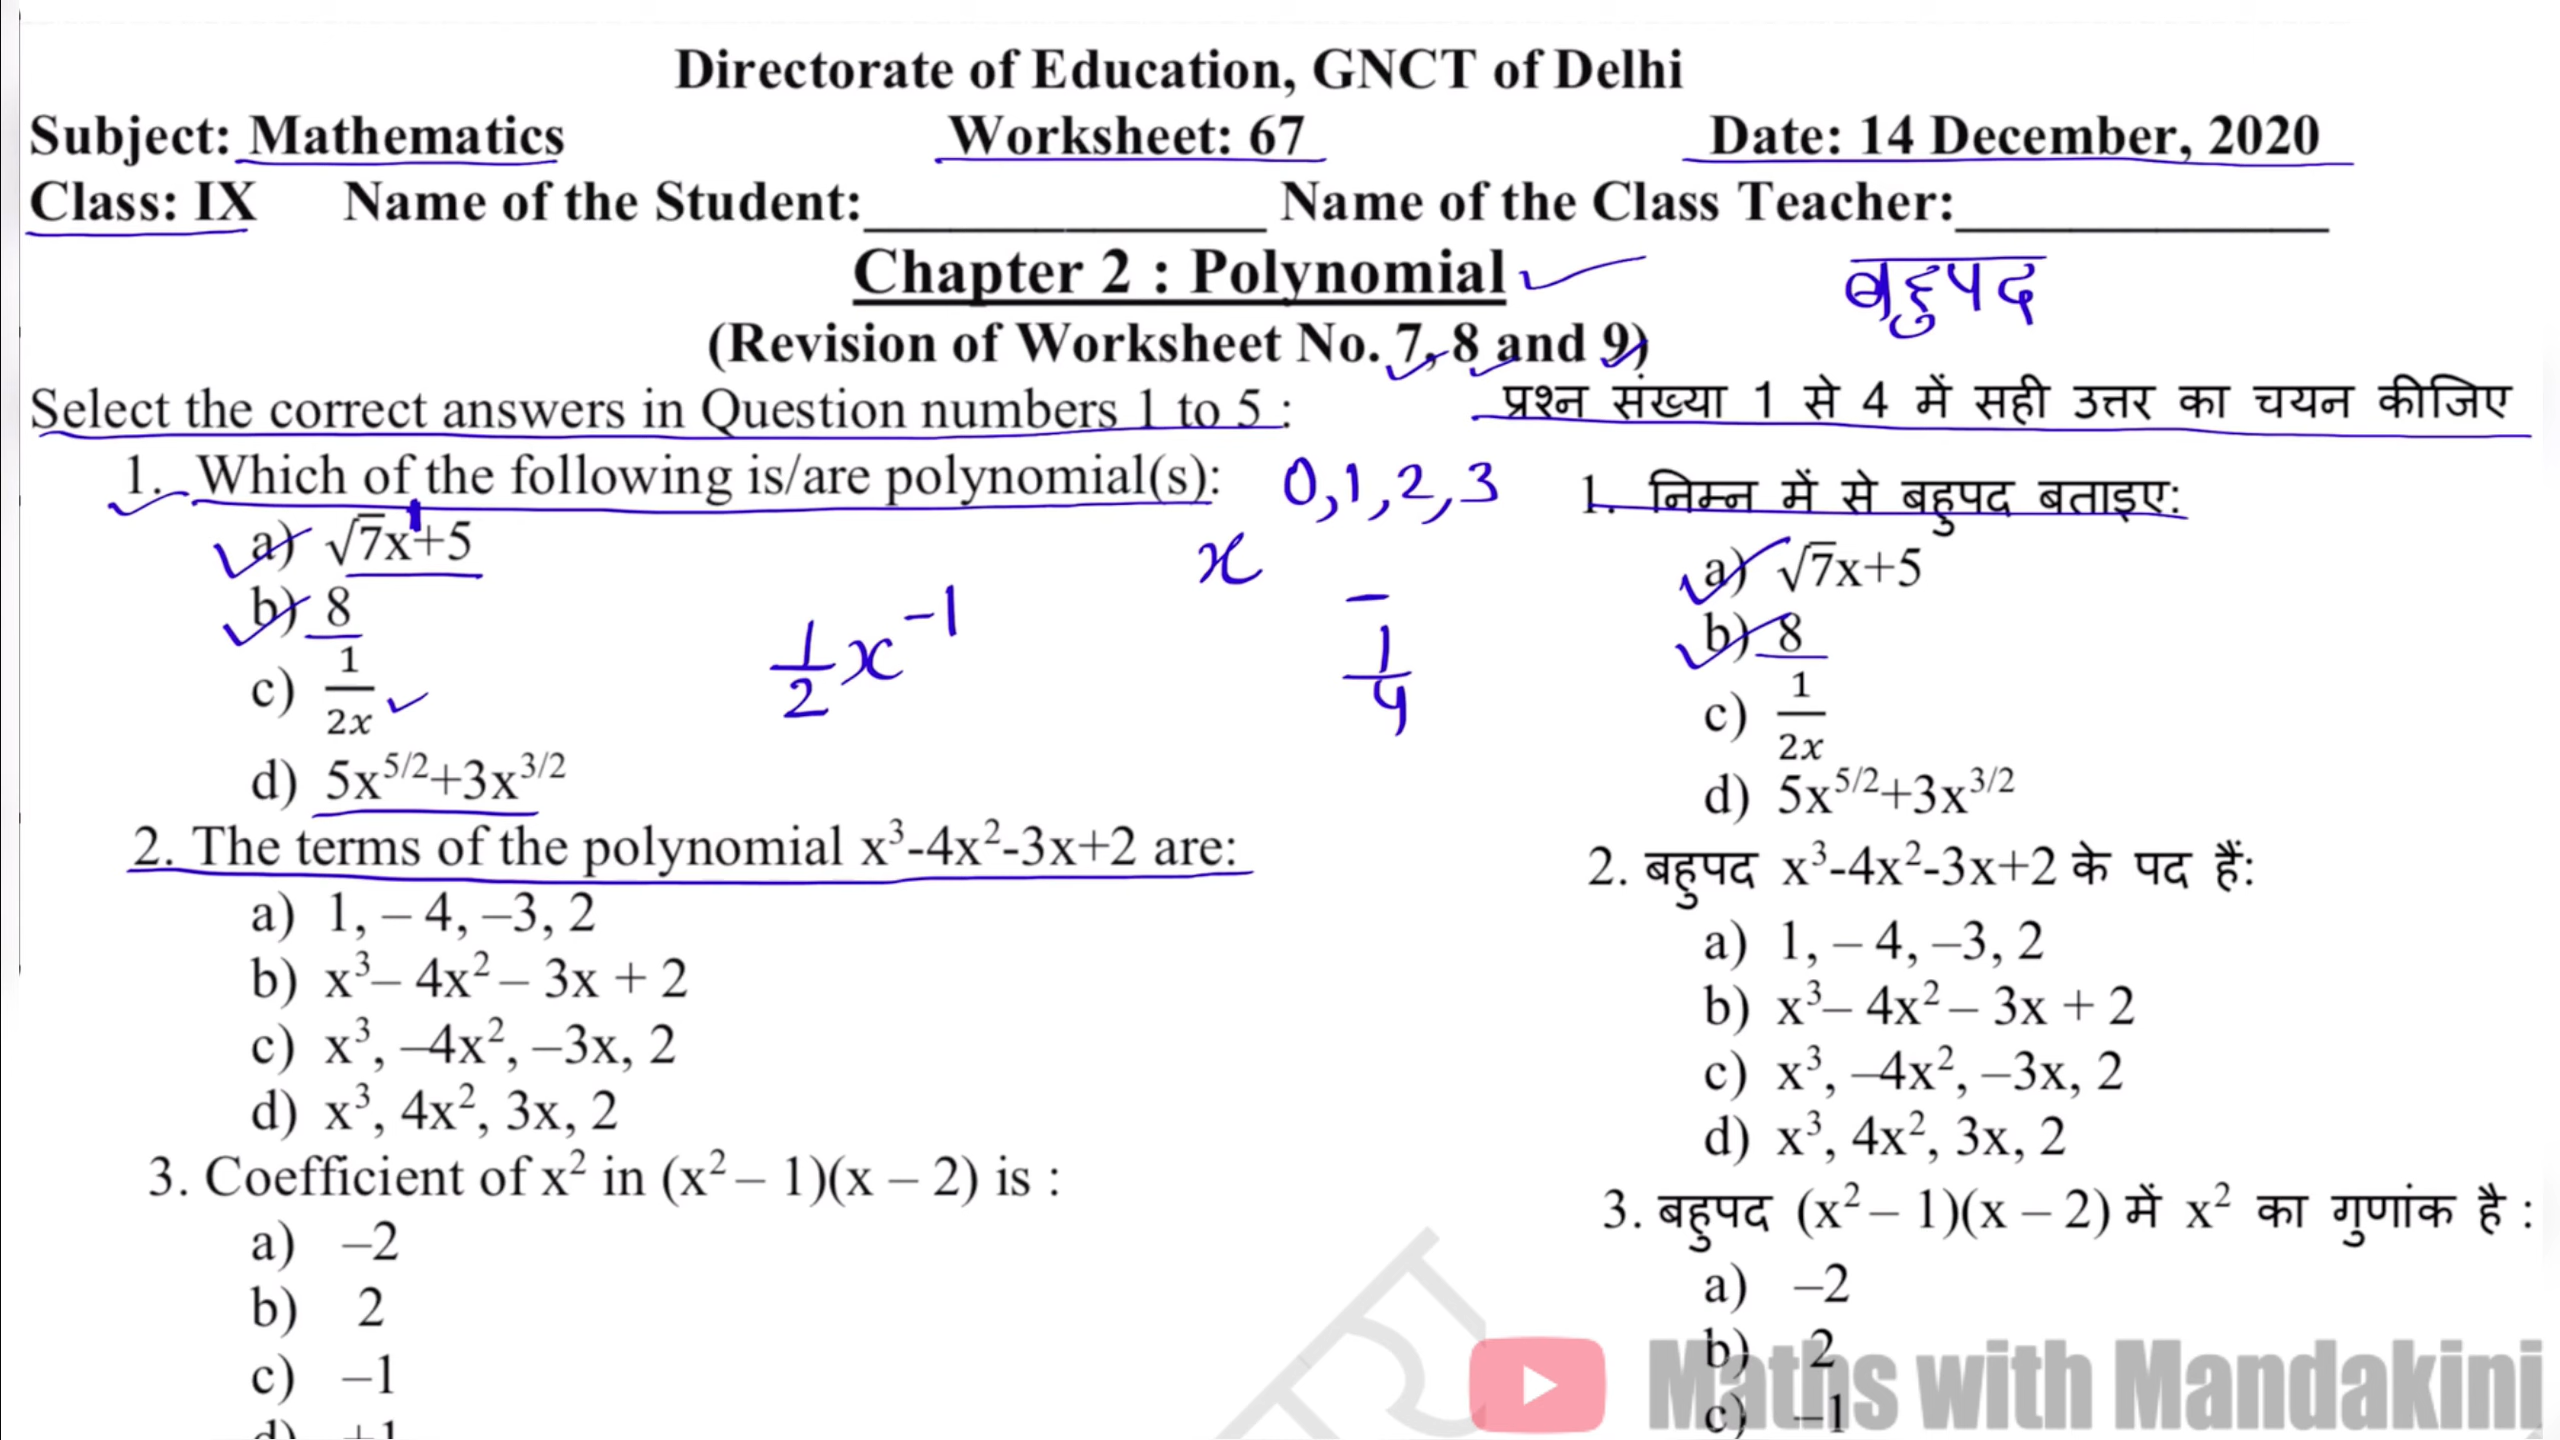 Directorate of Education, GNCT of Delhi
Subject: Mathematics Worksheet: 67 Date: 14 December, 2020
Class: IX Name of the Student:______________ Name of the Class Teacher:_____________
Chapter 2 : Polynomial
बहुपद
(Revision of Worksheet No. 7, 8 and 9)
Select the correct answers in Question numbers 1 to 5 :
1. Which of the following is/are polynomial(s):
a) √7x+5
b) 8
c) 1/2x
d) 5x^5/2+3x^3/2
0,1,2,3
x
1/2 x^-1
– 1/4
2. The terms of the polynomial x³-4x²-3x+2 are:
a) 1, – 4, –3, 2
b) x³– 4x² – 3x + 2
c) x³, –4x², –3x, 2
d) x³, 4x², 3x, 2
3. Coefficient of x² in (x² – 1)(x – 2) is :
a) –2
b) 2
c) –1
d) +1
प्रश्न संख्या 1 से 4 में सही उत्तर का चयन कीजिए
1. निम्न में से बहुपद बताइए:
a) √7x+5
b) 8
c) 1/2x
d) 5x^5/2+3x^3/2
2. बहुपद x³-4x²-3x+2 के पद हैं:
a) 1, – 4, –3, 2
b) x³– 4x² – 3x + 2
c) x³, –4x², –3x, 2
d) x³, 4x², 3x, 2
3. बहुपद (x² – 1)(x – 2) में x² का गुणांक है :
a) –2
b) 2
c) –1
Maths with Mandakini